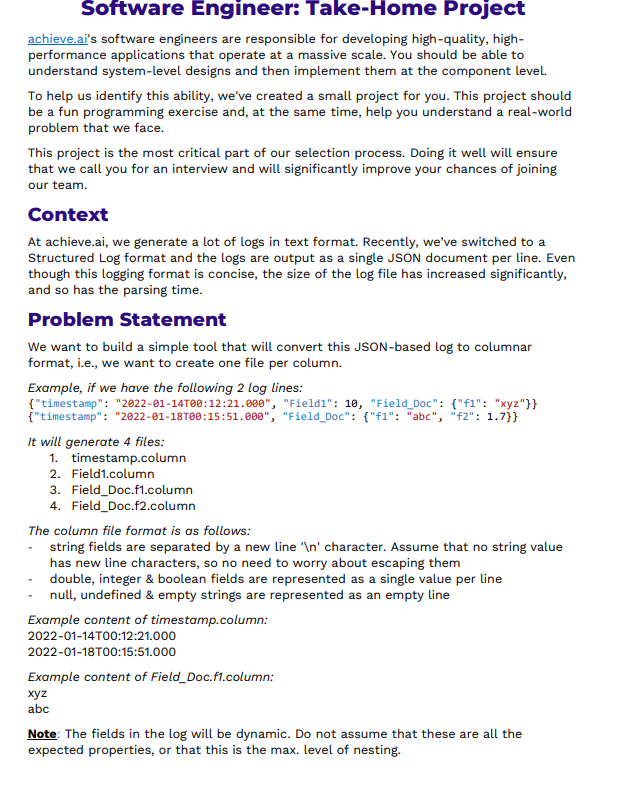 Software Engineer: Take-Home Project
achieve.ai's software engineers are responsible for developing high-quality, high-
performance applications that operate at a massive scale. You should be able to
understand system-level designs and then implement them at the component level.
To help us identify this ability, we've created a small project for you. This project should
be a fun programming exercise and, at the same time, help you understand a real-world
problem that we face.
This project is the most critical part of our selection process. Doing it well will ensure
that we call you for an interview and will significantly improve your chances of joining
our team.
Context
At achieve.ai, we generate a lot of logs in text format. Recently, we've switched to a
Structured Log format and the logs are output as a single JSON document per line. Even
though this logging format is concise, the size of the log file has increased significantly,
and so has the parsing time.
Problem Statement
We want to build a simple tool that will convert this JSON-based log to columnar
format, i.e., we want to create one file per column.
Example, if we have the following 2 log lines:
{"timestamp": "2022-01-14T00:12:21.000", "Field1": 10, "Field_Doc": {"f1": "xyz"}}
{"timestamp": "2022-01-18T00:15:51.000", "Field_Doc": {"f1": "abc", "f2": 1.7}}
It will generate 4 files:
1. timestamp.column
2. Field1.column
3. Field_Doc.f1.column
4. Field_Doc.f2.column
The column file format is as follows:
- string fields are separated by a new line '\n' character. Assume that no string value
has new line characters, so no need to worry about escaping them
- double, integer & boolean fields are represented as a single value per line
- null, undefined & empty strings are represented as an empty line
Example content of timestamp.column:
2022-01-14T00:12:21.000
2022-01-18T00:15:51.000
Example content of Field_Doc.f1.column:
xyz
abc
Note: The fields in the log will be dynamic. Do not assume that these are all the
expected properties, or that this is the max. level of nesting.